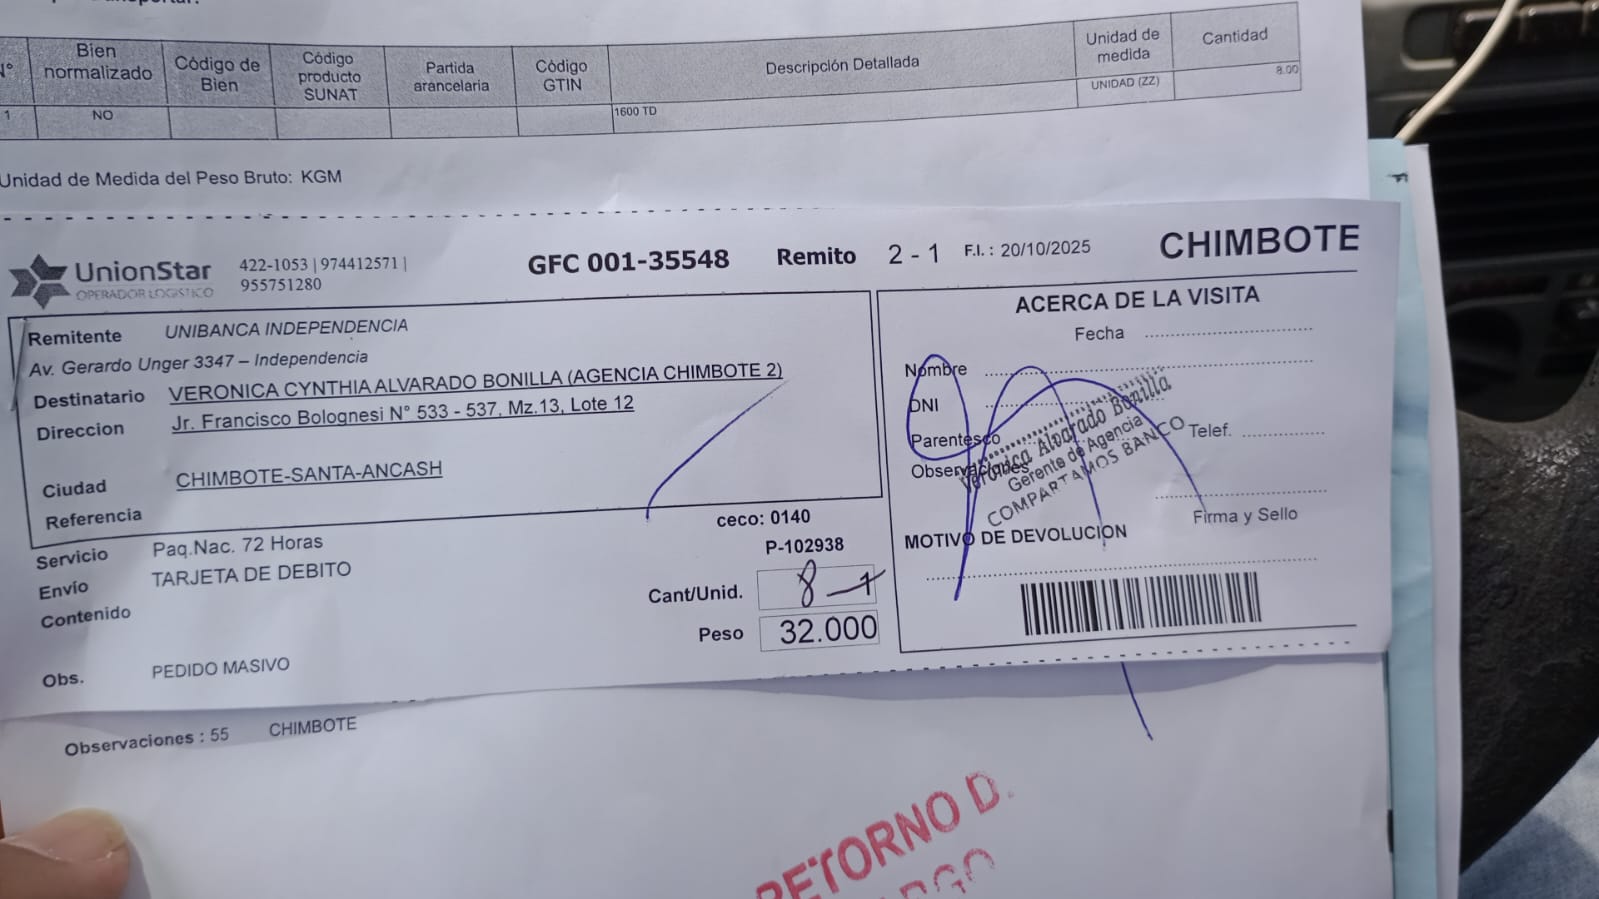 N°
Bien normalizado
Código de Bien
Código producto SUNAT
Partida arancelaria
Código GTIN
Descripción Detallada
Unidad de medida
Cantidad
1
NO
1600 TD
UNIDAD (ZZ)
8.00
Unidad de Medida del Peso Bruto: KGM
UnionStar
OPERADOR LOGISTICO
422-1053 | 974412571 |
955751280
GFC 001-35548
Remito 2 - 1
F.I. : 20/10/2025
CHIMBOTE
Remitente UNIBANCA INDEPENDENCIA
Av. Gerardo Unger 3347 – Independencia
Destinatario VERONICA CYNTHIA ALVARADO BONILLA (AGENCIA CHIMBOTE 2)
Direccion Jr. Francisco Bolognesi N° 533 - 537, Mz.13, Lote 12
Ciudad CHIMBOTE-SANTA-ANCASH
Referencia
Servicio Paq.Nac. 72 Horas
Envío TARJETA DE DEBITO
Contenido
Obs. PEDIDO MASIVO
ceco: 0140
P-102938
Cant/Unid. 8
Peso 32.000
ACERCA DE LA VISITA
Fecha
Nombre
DNI
Parentesco
Observaciones
Telef.
Veronica Alvarado Bonilla
Gerente de Agencia
COMPARTAMOS BANCO
Firma y Sello
MOTIVO DE DEVOLUCION
Observaciones : 55 CHIMBOTE
RETORNO D.